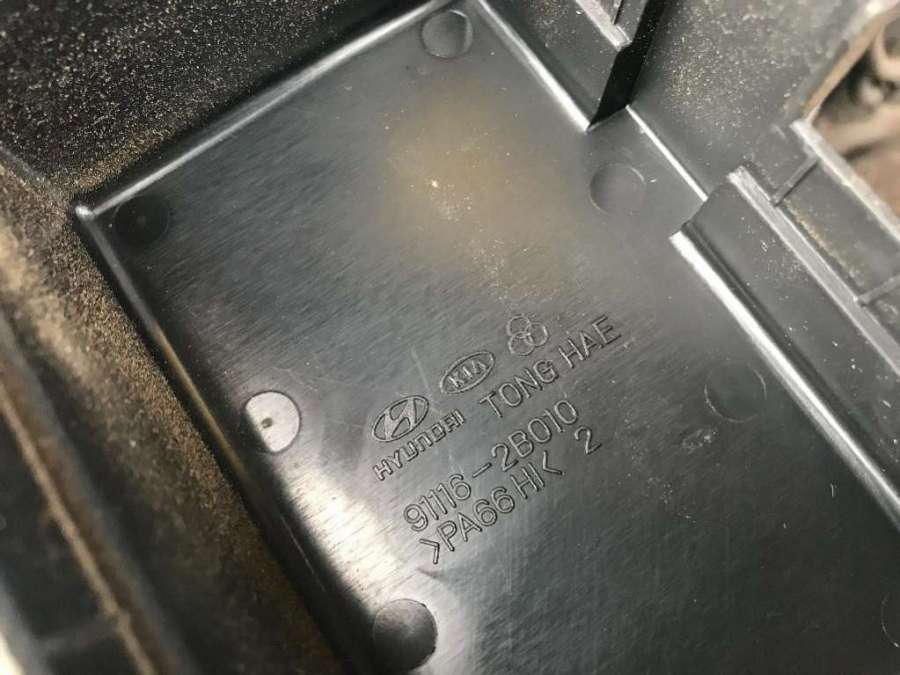 HYUNDAI KIA TONG HAE
91116-2B010
>PA66 HI< 2